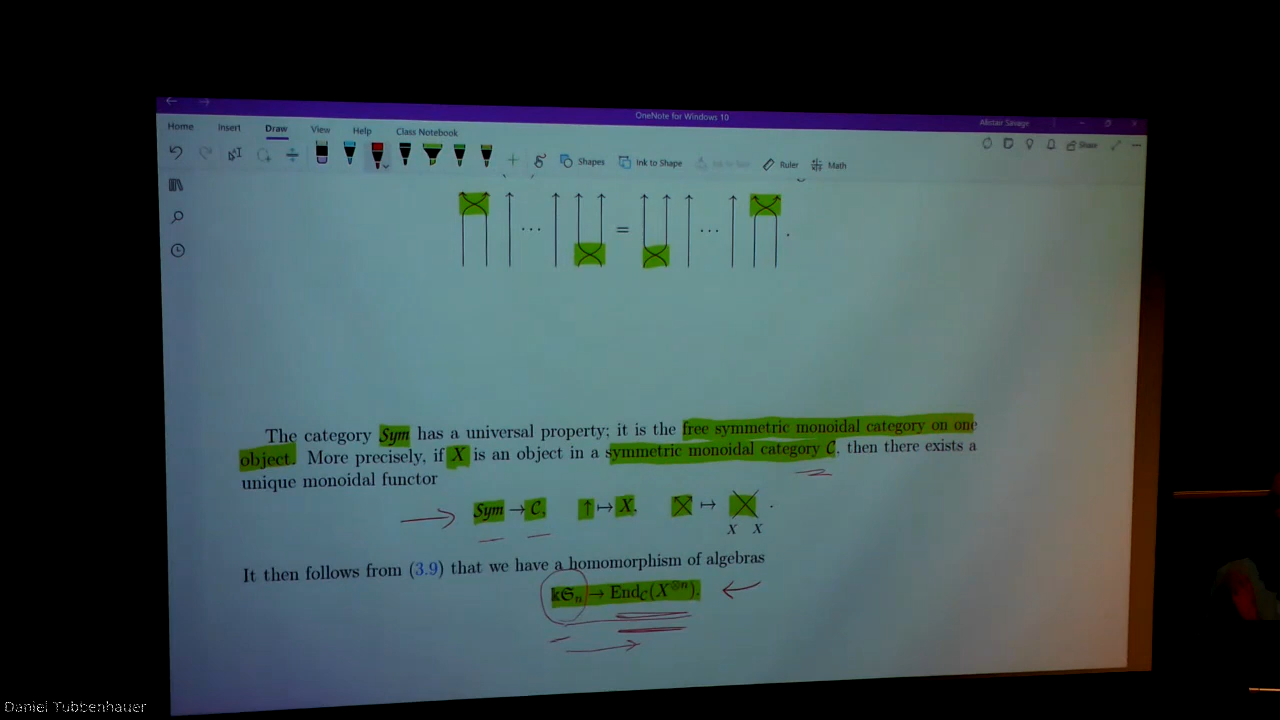 OneNote for Windows 10
Alistair Savage
Home Insert Draw View Help Class Notebook
Shapes Ink to Shape Ruler Math Share
··· = ··· .
The category Sym has a universal property; it is the free symmetric monoidal category on one
object. More precisely, if X is an object in a symmetric monoidal category C, then there exists a
unique monoidal functor
Sym → C, ↑ ↦ X, ↦ .
X X
It then follows from (3.9) that we have a homomorphism of algebras
𝕜𝔖ₙ → End_C(X^{⊗n}).
Daniel Tubbenhauer